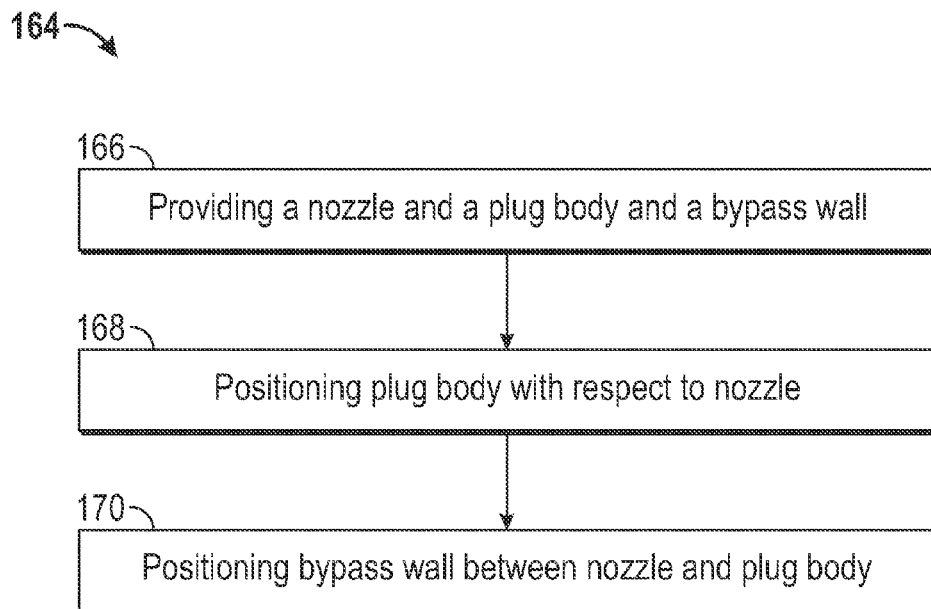 164
166
Providing a nozzle and a plug body and a bypass wall
168
Positioning plug body with respect to nozzle
170
Positioning bypass wall between nozzle and plug body